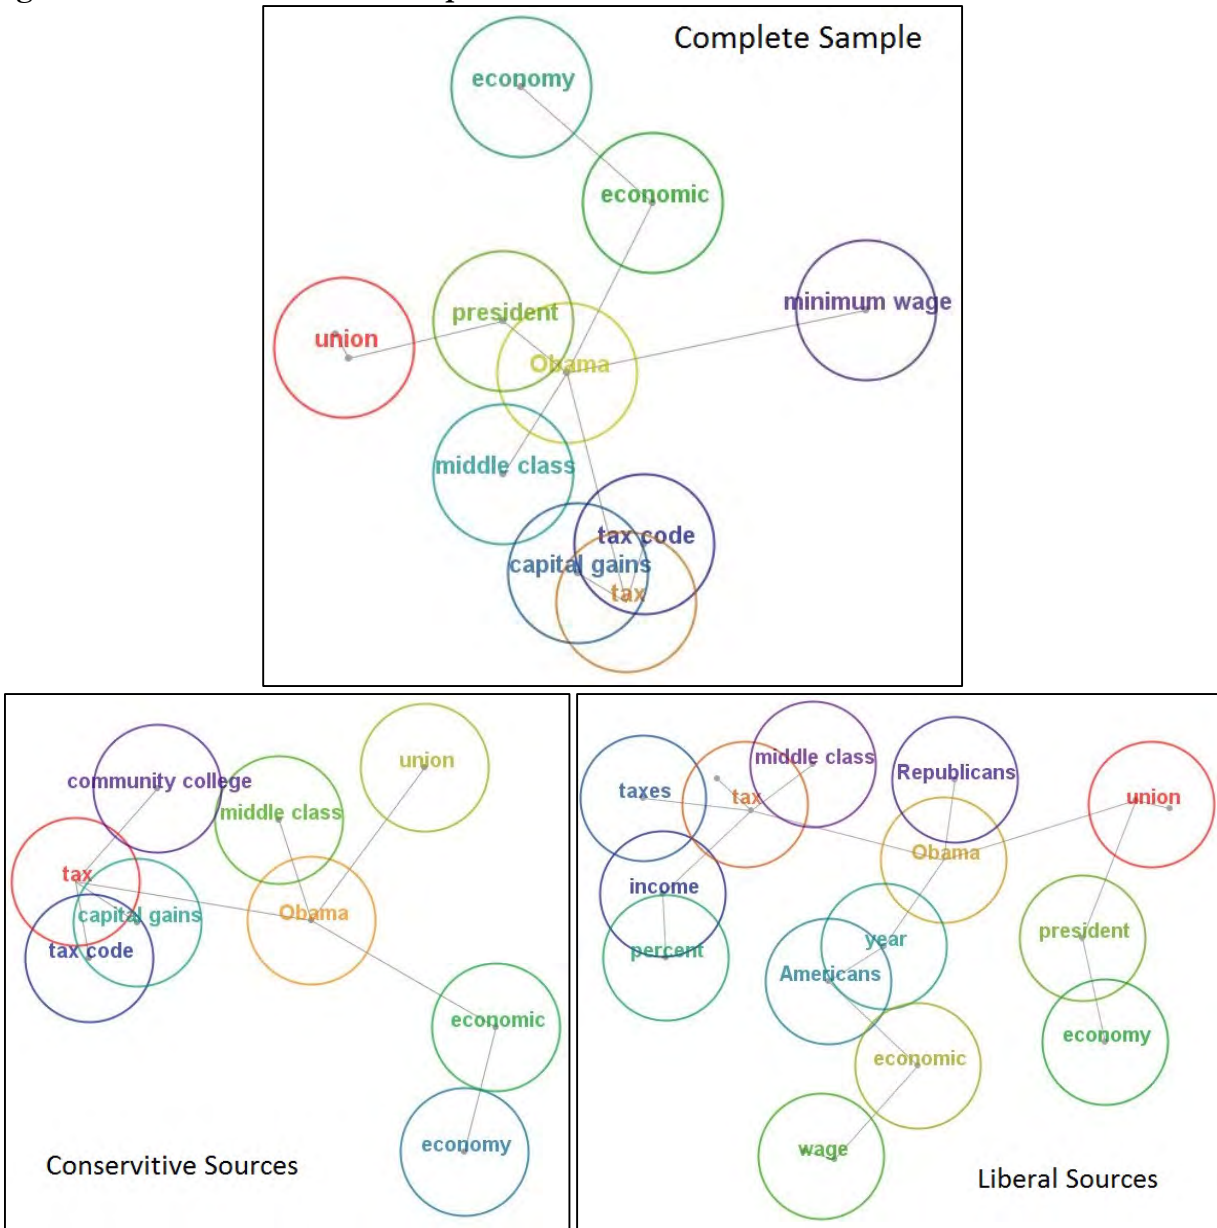 Complete Sample
economy
economic
minimum wage
president
union
Obama
middle class
tax code
capital gains
tax
union
community college
middle class
tax
capital gains
Obama
tax code
economic
economy
Conservitive Sources
middle class
Republicans
taxes
tax
union
Obama
income
president
year
percent
Americans
economy
economic
wage
Liberal Sources